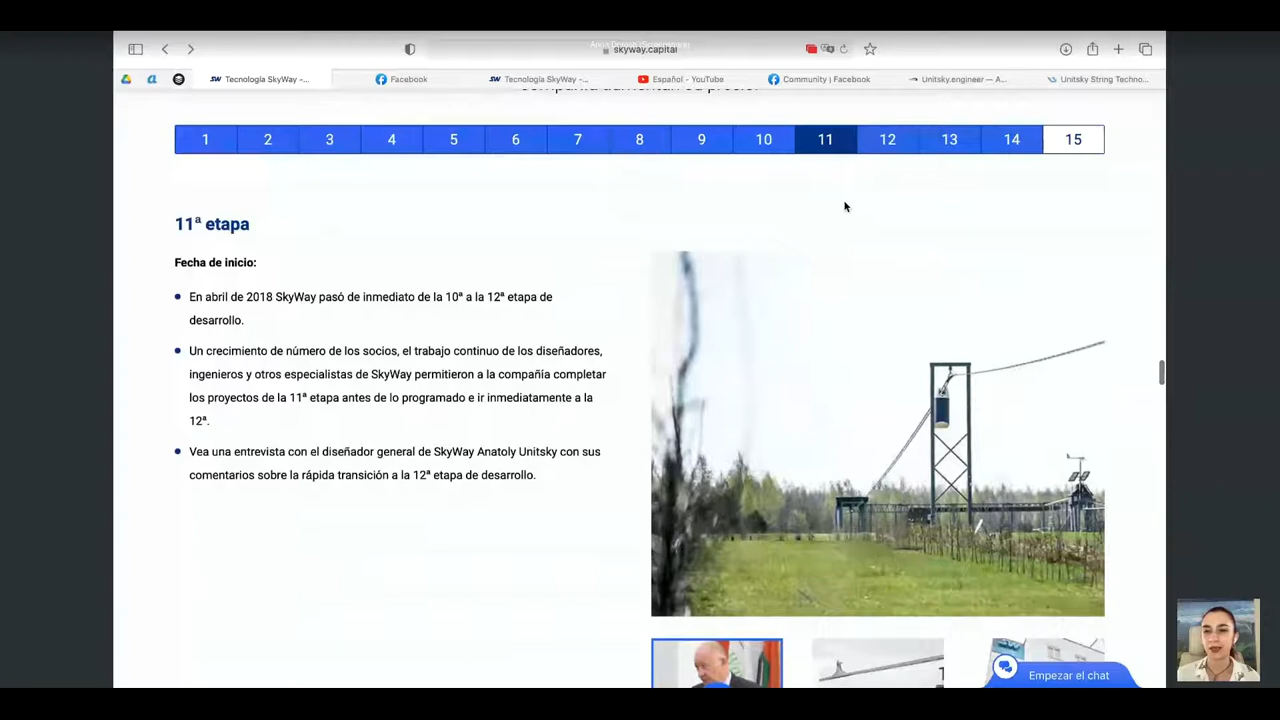 skyway.capital
Tecnología SkyWay -...
Facebook
Tecnología SkyWay -...
Español - YouTube
Community | Facebook
Unitsky.engineer — A...
Unitsky String Techno...
1 2 3 4 5 6 7 8 9 10 11 12 13 14 15
11ª etapa
Fecha de inicio:
En abril de 2018 SkyWay pasó de inmediato de la 10ª a la 12ª etapa de
desarrollo.
Un crecimiento de número de los socios, el trabajo continuo de los diseñadores,
ingenieros y otros especialistas de SkyWay permitieron a la compañía completar
los proyectos de la 11ª etapa antes de lo programado e ir inmediatamente a la
12ª.
Vea una entrevista con el diseñador general de SkyWay Anatoly Unitsky con sus
comentarios sobre la rápida transición a la 12ª etapa de desarrollo.
Empezar el chat